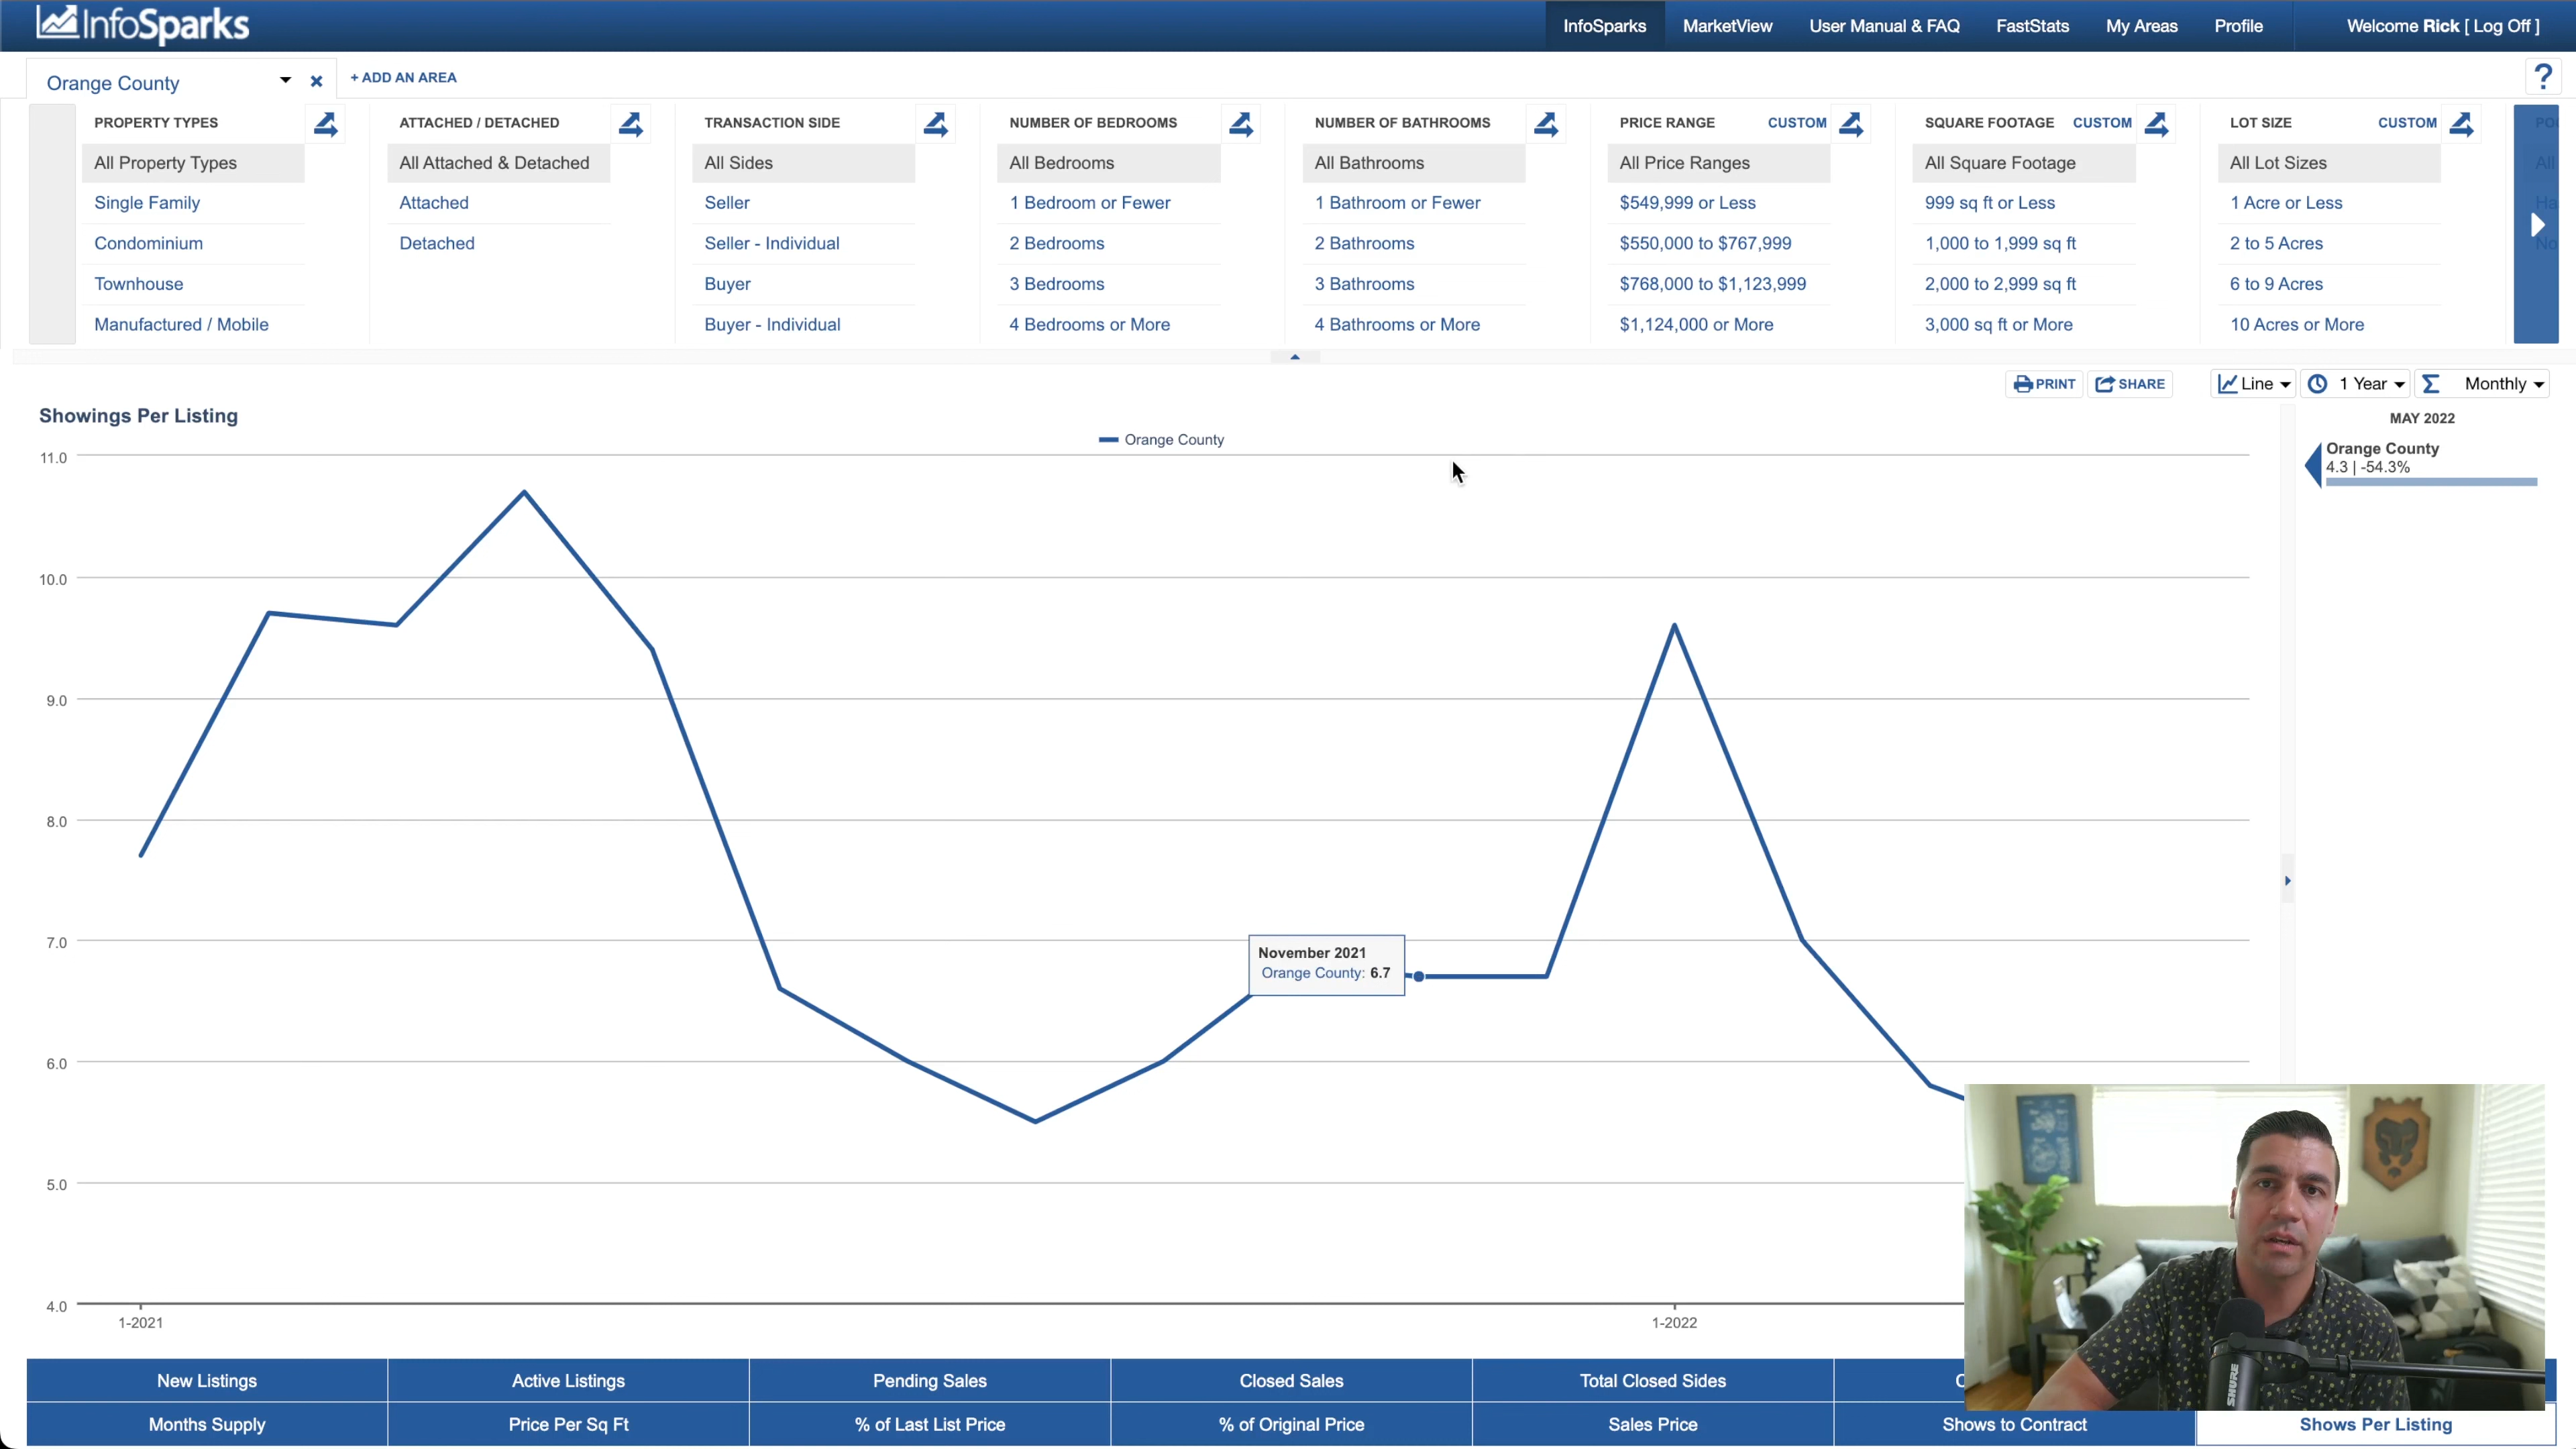 InfoSparks
InfoSparks MarketView User Manual & FAQ FastStats My Areas Profile Welcome Rick [ Log Off ]
Orange County + ADD AN AREA ?
PROPERTY TYPES
All Property Types
Single Family
Condominium
Townhouse
Manufactured / Mobile
ATTACHED / DETACHED
All Attached & Detached
Attached
Detached
TRANSACTION SIDE
All Sides
Seller
Seller - Individual
Buyer
Buyer - Individual
NUMBER OF BEDROOMS
All Bedrooms
1 Bedroom or Fewer
2 Bedrooms
3 Bedrooms
4 Bedrooms or More
NUMBER OF BATHROOMS
All Bathrooms
1 Bathroom or Fewer
2 Bathrooms
3 Bathrooms
4 Bathrooms or More
PRICE RANGE CUSTOM
All Price Ranges
$549,999 or Less
$550,000 to $767,999
$768,000 to $1,123,999
$1,124,000 or More
SQUARE FOOTAGE CUSTOM
All Square Footage
999 sq ft or Less
1,000 to 1,999 sq ft
2,000 to 2,999 sq ft
3,000 sq ft or More
LOT SIZE CUSTOM
All Lot Sizes
1 Acre or Less
2 to 5 Acres
6 to 9 Acres
10 Acres or More
PRINT SHARE Line 1 Year Monthly
Showings Per Listing
Orange County
MAY 2022
Orange County
4.3 | -54.3%
11.0
10.0
9.0
8.0
7.0
6.0
5.0
4.0
November 2021
Orange County: 6.7
1-2021 1-2022
New Listings Active Listings Pending Sales Closed Sales Total Closed Sides
Months Supply Price Per Sq Ft % of Last List Price % of Original Price Sales Price Shows to Contract Shows Per Listing
SHURE